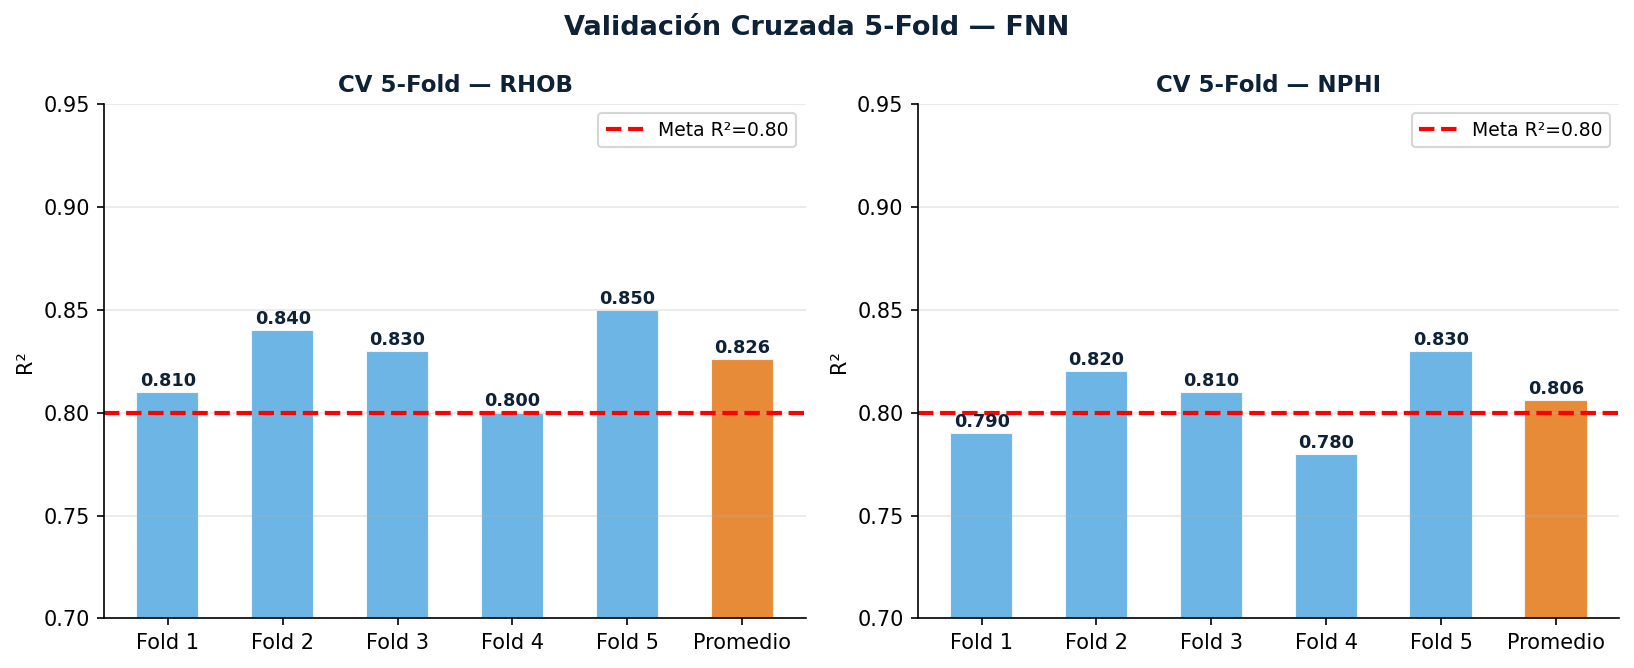 Validación Cruzada 5-Fold — FNN
CV 5-Fold — RHOB
0.95
0.90
0.85
0.80
0.75
0.70
R²
Meta R²=0.80
0.810
0.840
0.830
0.800
0.850
0.826
Fold 1
Fold 2
Fold 3
Fold 4
Fold 5
Promedio
CV 5-Fold — NPHI
0.95
0.90
0.85
0.80
0.75
0.70
R²
Meta R²=0.80
0.790
0.820
0.810
0.780
0.830
0.806
Fold 1
Fold 2
Fold 3
Fold 4
Fold 5
Promedio